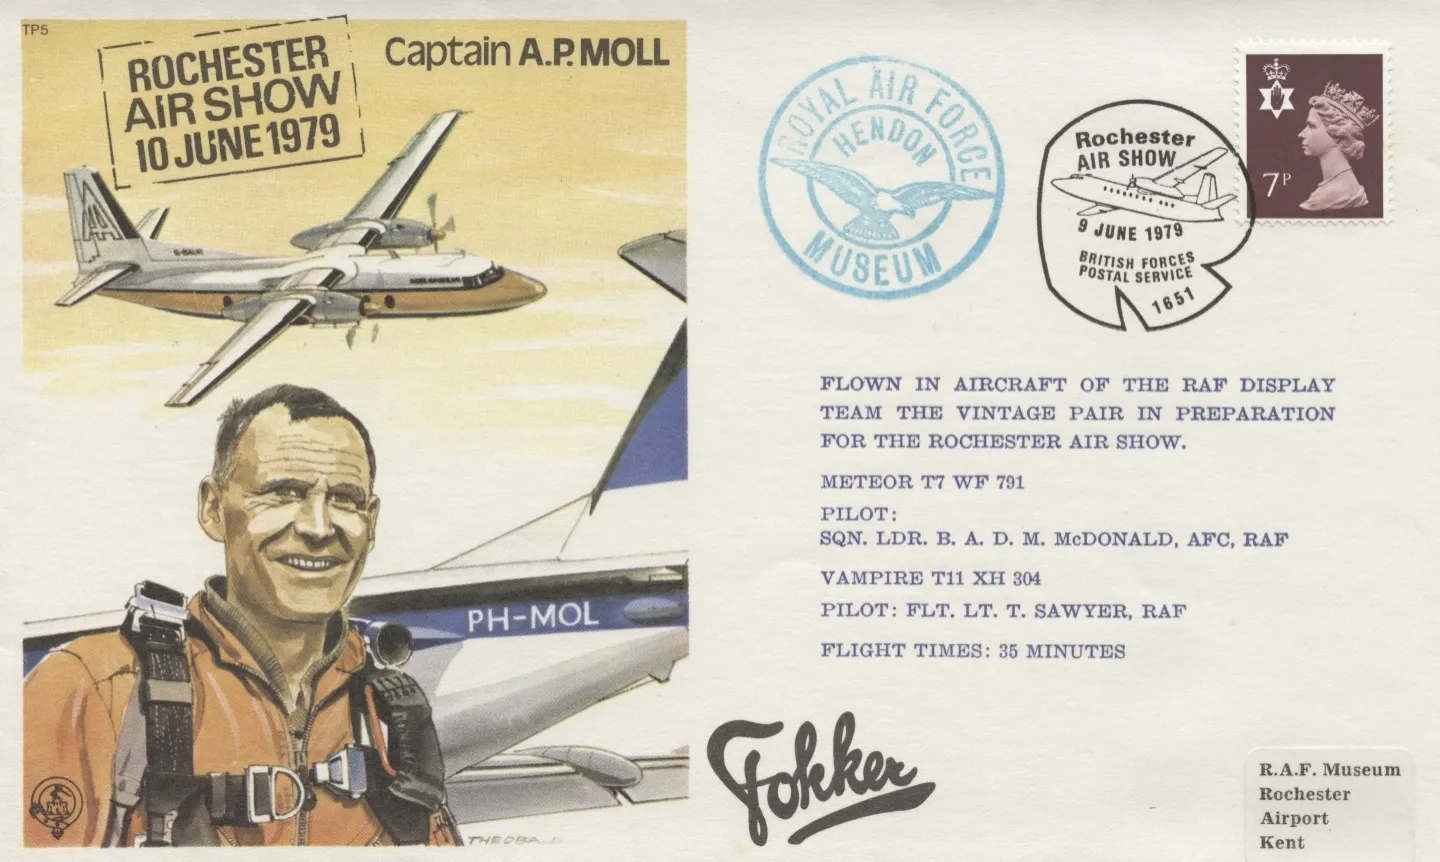 TP5
ROCHESTER
AIR SHOW
10 JUNE 1979
Captain A.P. MOLL
PH-MOL
ROYAL AIR FORCE
HENDON
MUSEUM
Rochester
AIR SHOW
9 JUNE 1979
BRITISH FORCES
POSTAL SERVICE
1651
7P
FLOWN IN AIRCRAFT OF THE RAF DISPLAY
TEAM THE VINTAGE PAIR IN PREPARATION
FOR THE ROCHESTER AIR SHOW.
METEOR T7 WF 791
PILOT:
SQN. LDR. B. A. D. M. McDONALD, AFC, RAF
VAMPIRE T11 XH 304
PILOT: FLT. LT. T. SAWYER, RAF
FLIGHT TIMES: 35 MINUTES
Fokker
R.A.F. Museum
Rochester
Airport
Kent